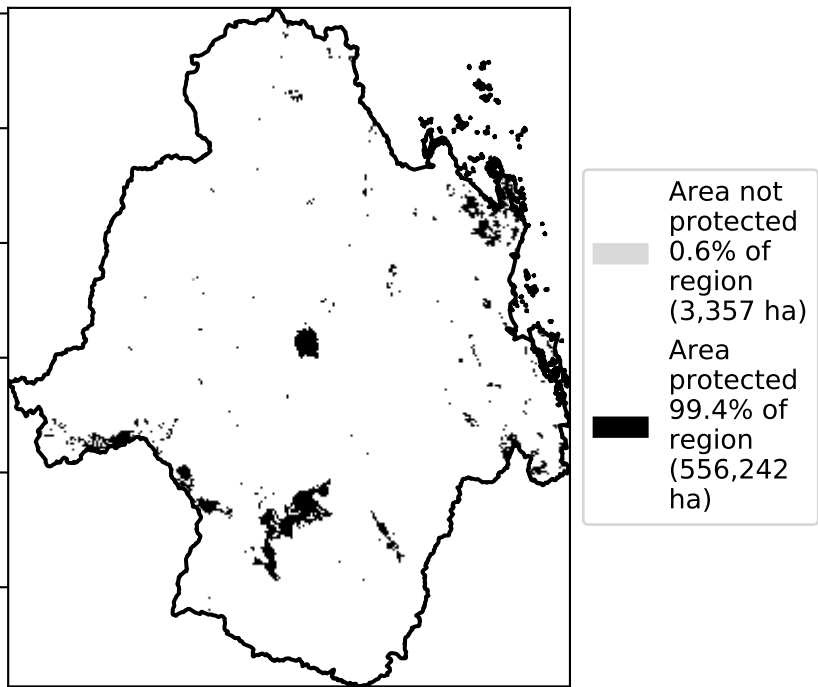 Area not
protected
0.6% of
region
(3,357 ha)
Area
protected
99.4% of
region
(556,242
ha)